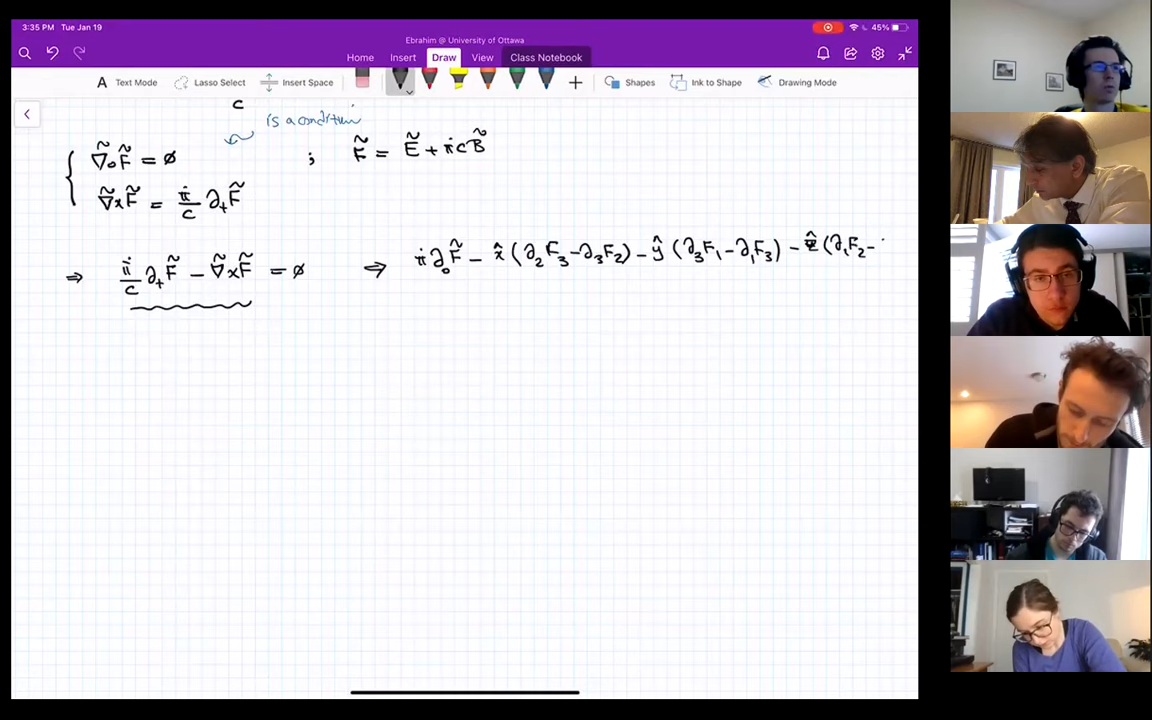 3:35 PM Tue Jan 19
45%
Ebrahim @ University of Ottawa
Home Insert Draw View Class Notebook
Text Mode Lasso Select Insert Space Shapes Ink to Shape Drawing Mode
c
is a condition
∇̃∘F̃ = ∅ ; F̃ = Ẽ + icB̃
∇̃×F̃ = i/c ∂ₜF̃
⇒ i/c ∂ₜF̃ − ∇̃×F̃ = ∅ ⇒ i∂₀F̃ − x̂(∂₂F₃−∂₃F₂) − ŷ(∂₃F₁−∂₁F₃) − ẑ(∂₁F₂−